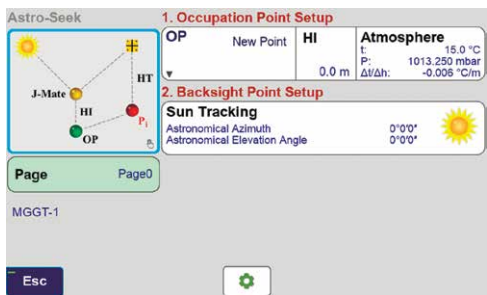 Astro-Seek
J-Mate
HI
HT
OP
Pi
1. Occupation Point Setup
OP
New Point
HI
0.0 m
Atmosphere
t: 15.0 °C
P: 1013.250 mbar
Δt/Δh: -0.006 °C/m
2. Backsight Point Setup
Sun Tracking
Astronomical Azimuth 0°0'0"
Astronomical Elevation Angle 0°0'0"
Page Page0
MGGT-1
Esc